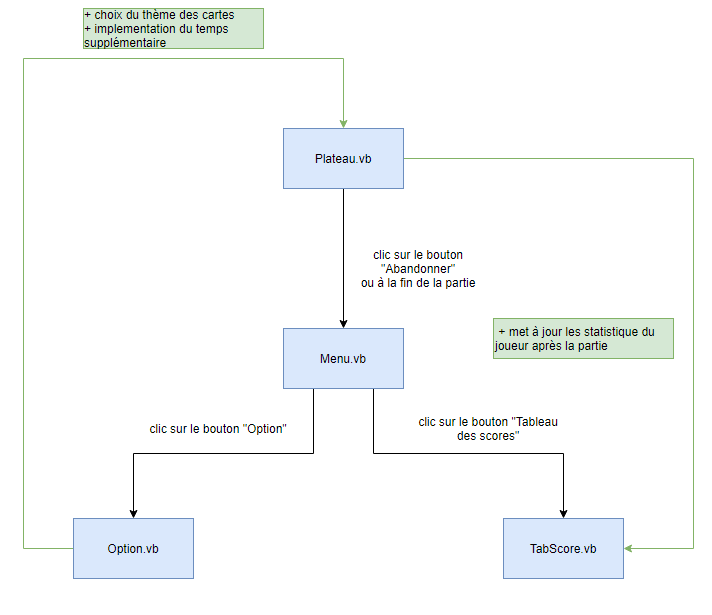 + choix du thème des cartes
+ implementation du temps
supplémentaire
Plateau.vb
clic sur le bouton
"Abandonner"
ou à la fin de la partie
+ met à jour les statistique du
joueur après la partie
Menu.vb
clic sur le bouton "Option"
clic sur le bouton "Tableau
des scores"
Option.vb
TabScore.vb